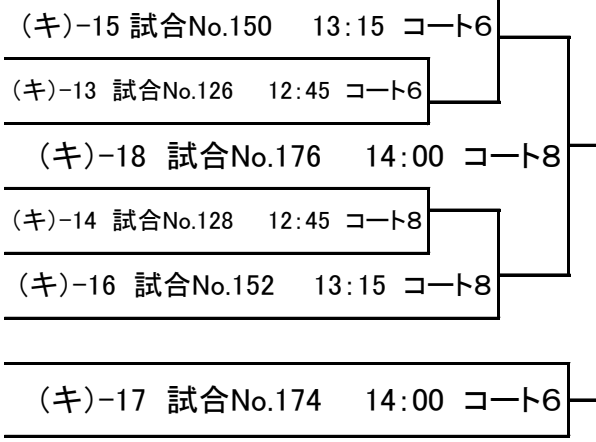 (キ)-15 試合No.150 13:15 コート6
(キ)-13 試合No.126 12:45 コート6
(キ)-18 試合No.176 14:00 コート8
(キ)-14 試合No.128 12:45 コート8
(キ)-16 試合No.152 13:15 コート8
(キ)-17 試合No.174 14:00 コート6